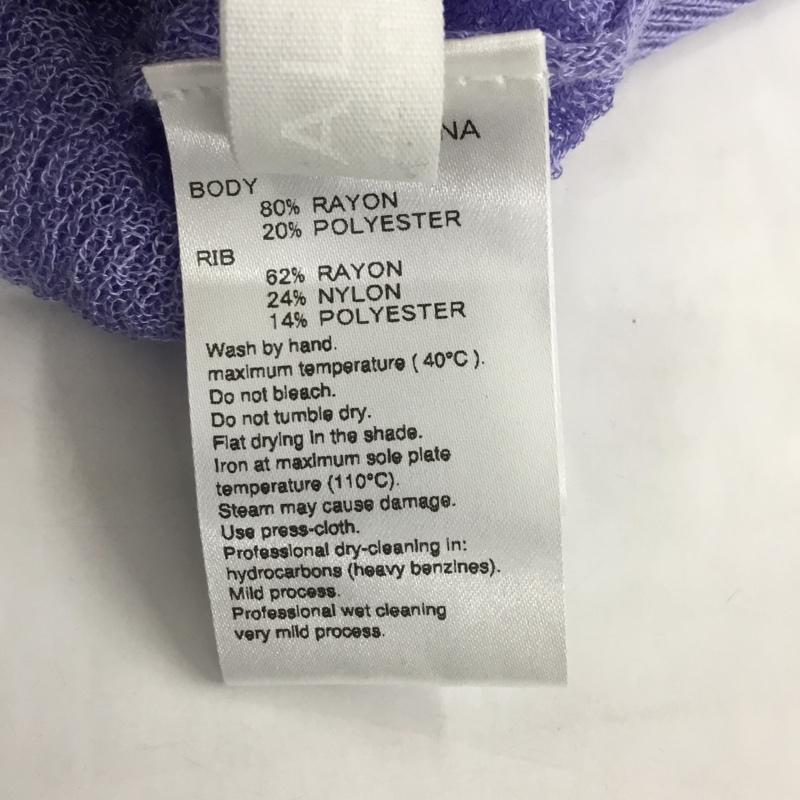 BODY
80% RAYON
20% POLYESTER
RIB
62% RAYON
24% NYLON
14% POLYESTER
Wash by hand.
maximum temperature ( 40°C ).
Do not bleach.
Do not tumble dry.
Flat drying in the shade.
Iron at maximum sole plate
temperature (110°C).
Steam may cause damage.
Use press-cloth.
Professional dry-cleaning in:
hydrocarbons (heavy benzines).
Mild process.
Professional wet cleaning
very mild process.